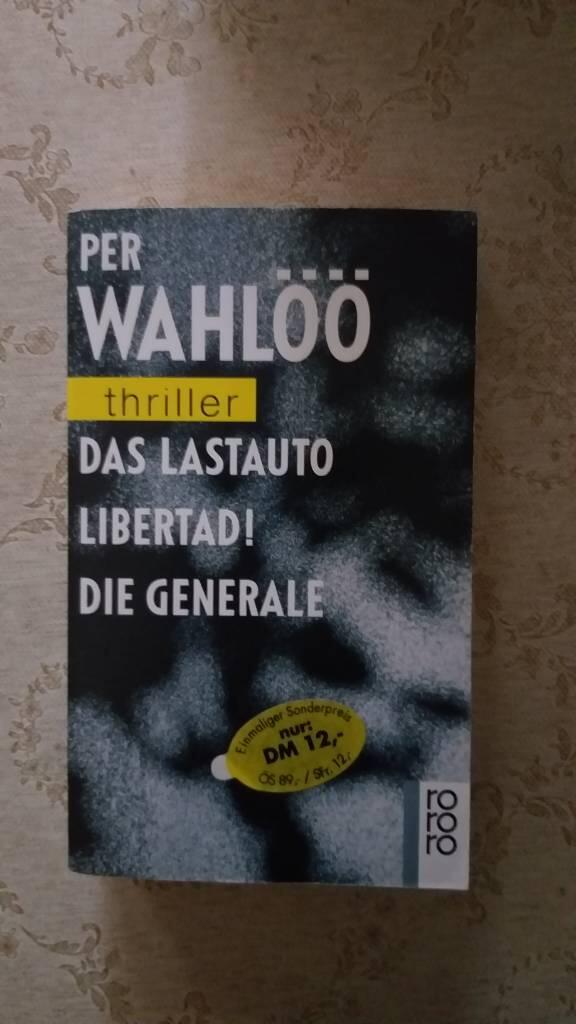 PER
WAHLÖÖ
thriller
DAS LASTAUTO
LIBERTAD!
DIE GENERALE
Einmaliger Sonderpreis
nur:
DM 12,-
ÖS 89,- / Sfr. 12,-
ro
ro
ro